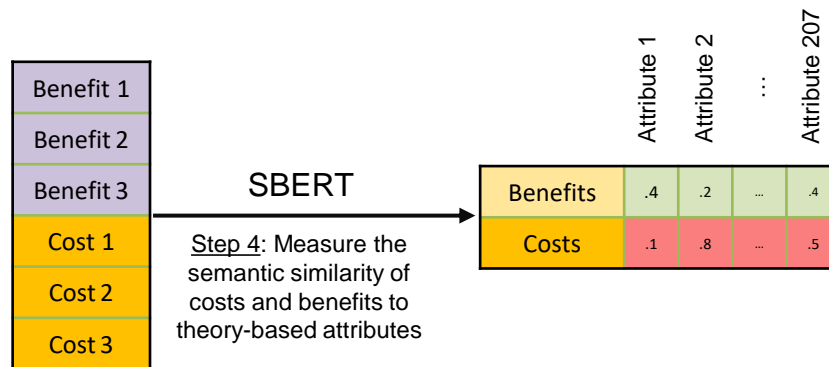 Benefit 1
Benefit 2
Benefit 3
Cost 1
Cost 2
Cost 3
SBERT
Step 4: Measure the
semantic similarity of
costs and benefits to
theory-based attributes
Attribute 1
Attribute 2
...
Attribute 207
Benefits .4 .2 ... .4
Costs .1 .8 ... .5